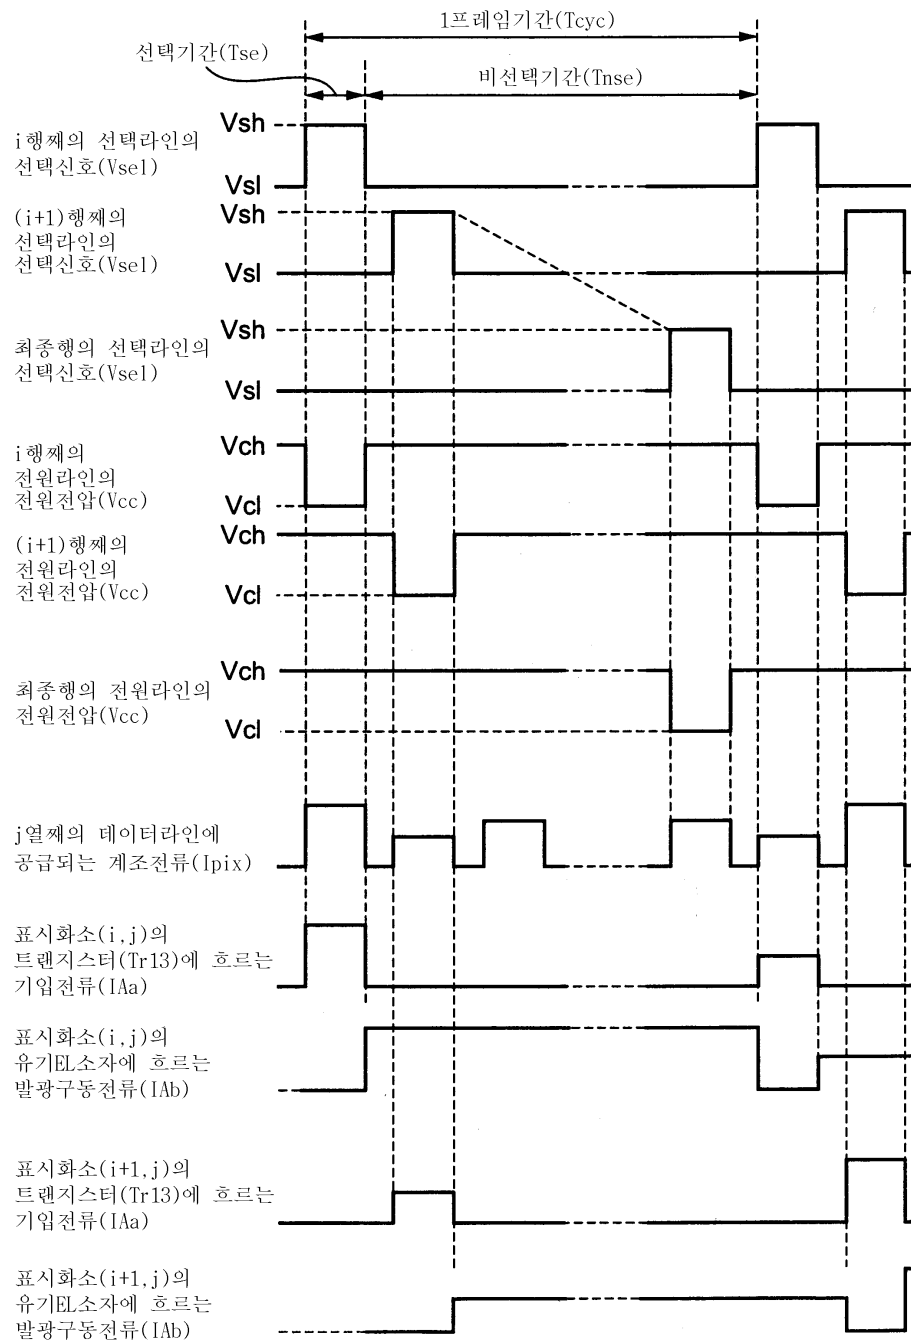 1프레임기간(Tcyc)
선택기간(Tse)
비선택기간(Tnse)
i행째의 선택라인의
선택신호(Vsel)
Vsh
Vsl
(i+1)행째의
선택라인의
선택신호(Vsel)
Vsh
Vsl
최종행의 선택라인의
선택신호(Vsel)
Vsh
Vsl
i행째의
전원라인의
전원전압(Vcc)
Vch
Vcl
(i+1)행째의
전원라인의
전원전압(Vcc)
Vch
Vcl
최종행의 전원라인의
전원전압(Vcc)
Vch
Vcl
j열째의 데이터라인에
공급되는 계조전류(Ipix)
표시화소(i,j)의
트랜지스터(Tr13)에 흐르는
기입전류(IAa)
표시화소(i,j)의
유기EL소자에 흐르는
발광구동전류(IAb)
표시화소(i+1,j)의
트랜지스터(Tr13)에 흐르는
기입전류(IAa)
표시화소(i+1,j)의
유기EL소자에 흐르는
발광구동전류(IAb)